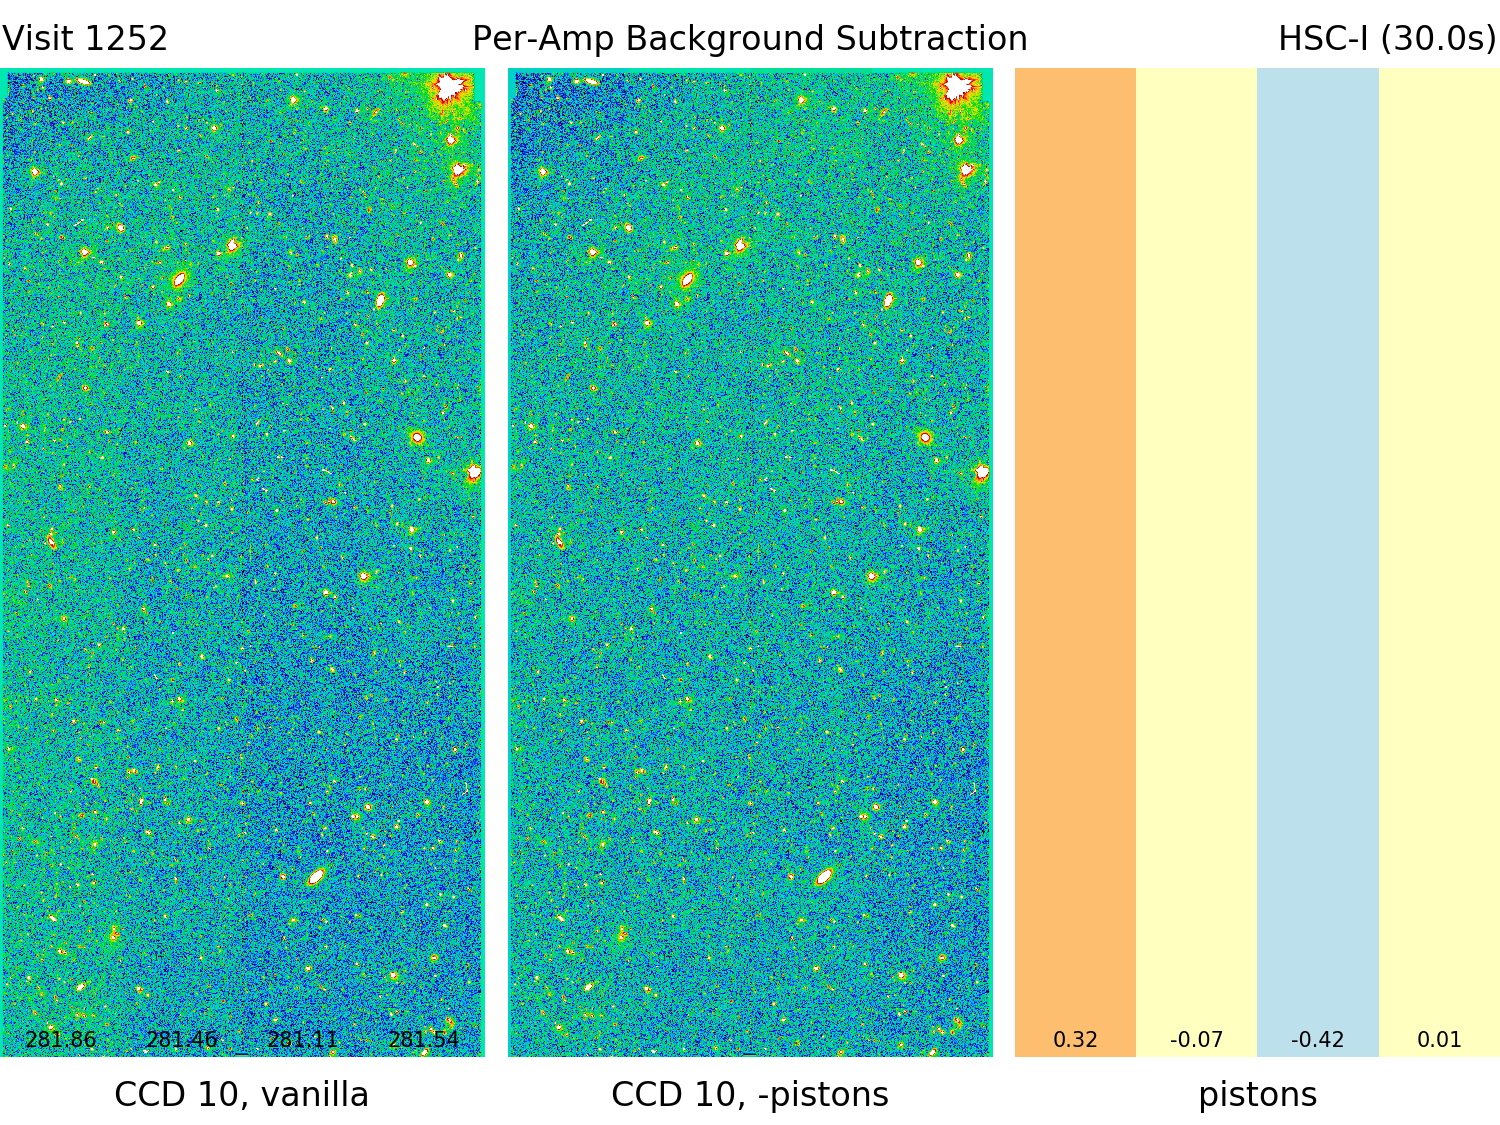 Visit 1252 Per-Amp Background Subtraction HSC-I (30.0s)
281.86 281.46 281.11 281.54 0.32 -0.07 -0.42 0.01
CCD 10, vanilla CCD 10, -pistons pistons